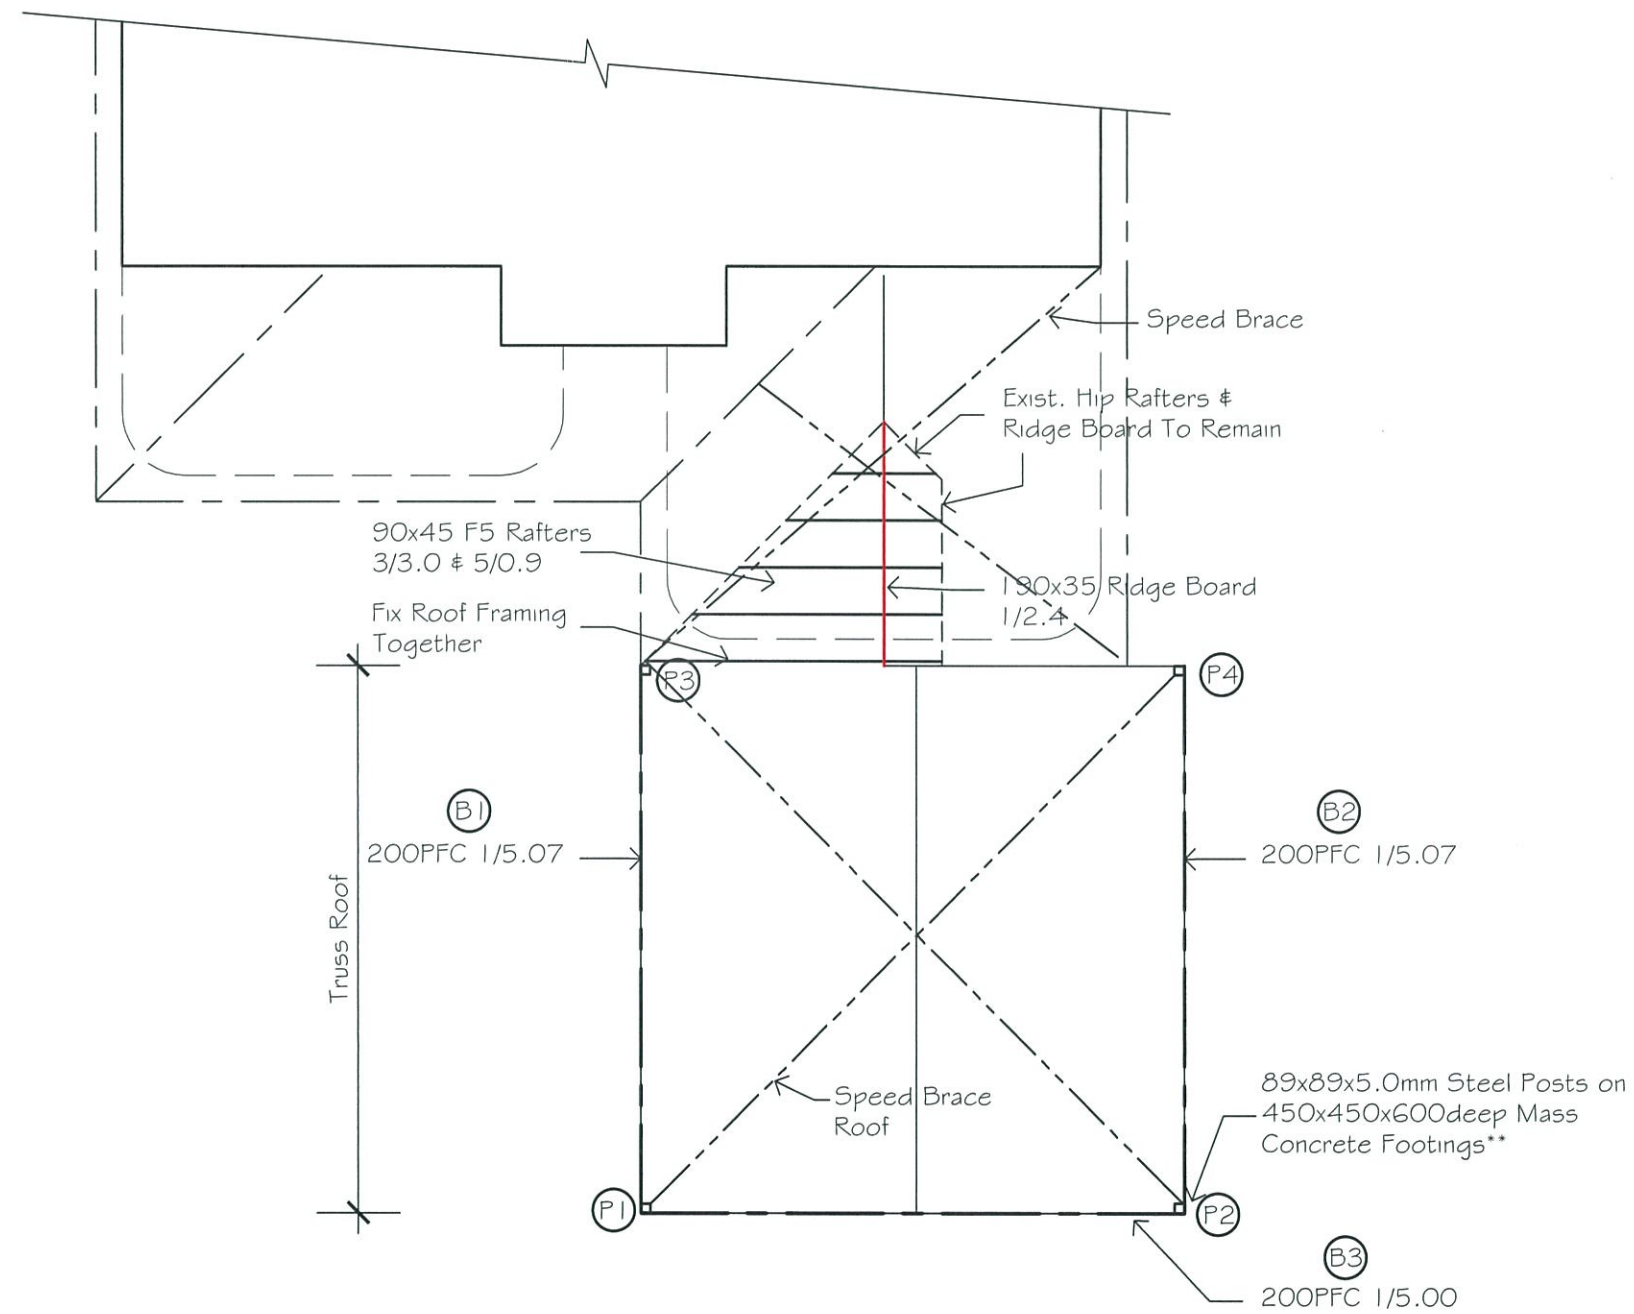 Speed Brace
Exist. Hip Rafters &
Ridge Board To Remain
90x45 F5 Rafters
3/3.0 & 5/0.9
190x35 Ridge Board
1/2.4
Fix Roof Framing
Together
P3
P4
B1
200PFC 1/5.07
B2
200PFC 1/5.07
Truss Roof
Speed Brace
Roof
89x89x5.0mm Steel Posts on
450x450x600deep Mass
Concrete Footings**
P1
P2
B3
200PFC 1/5.00